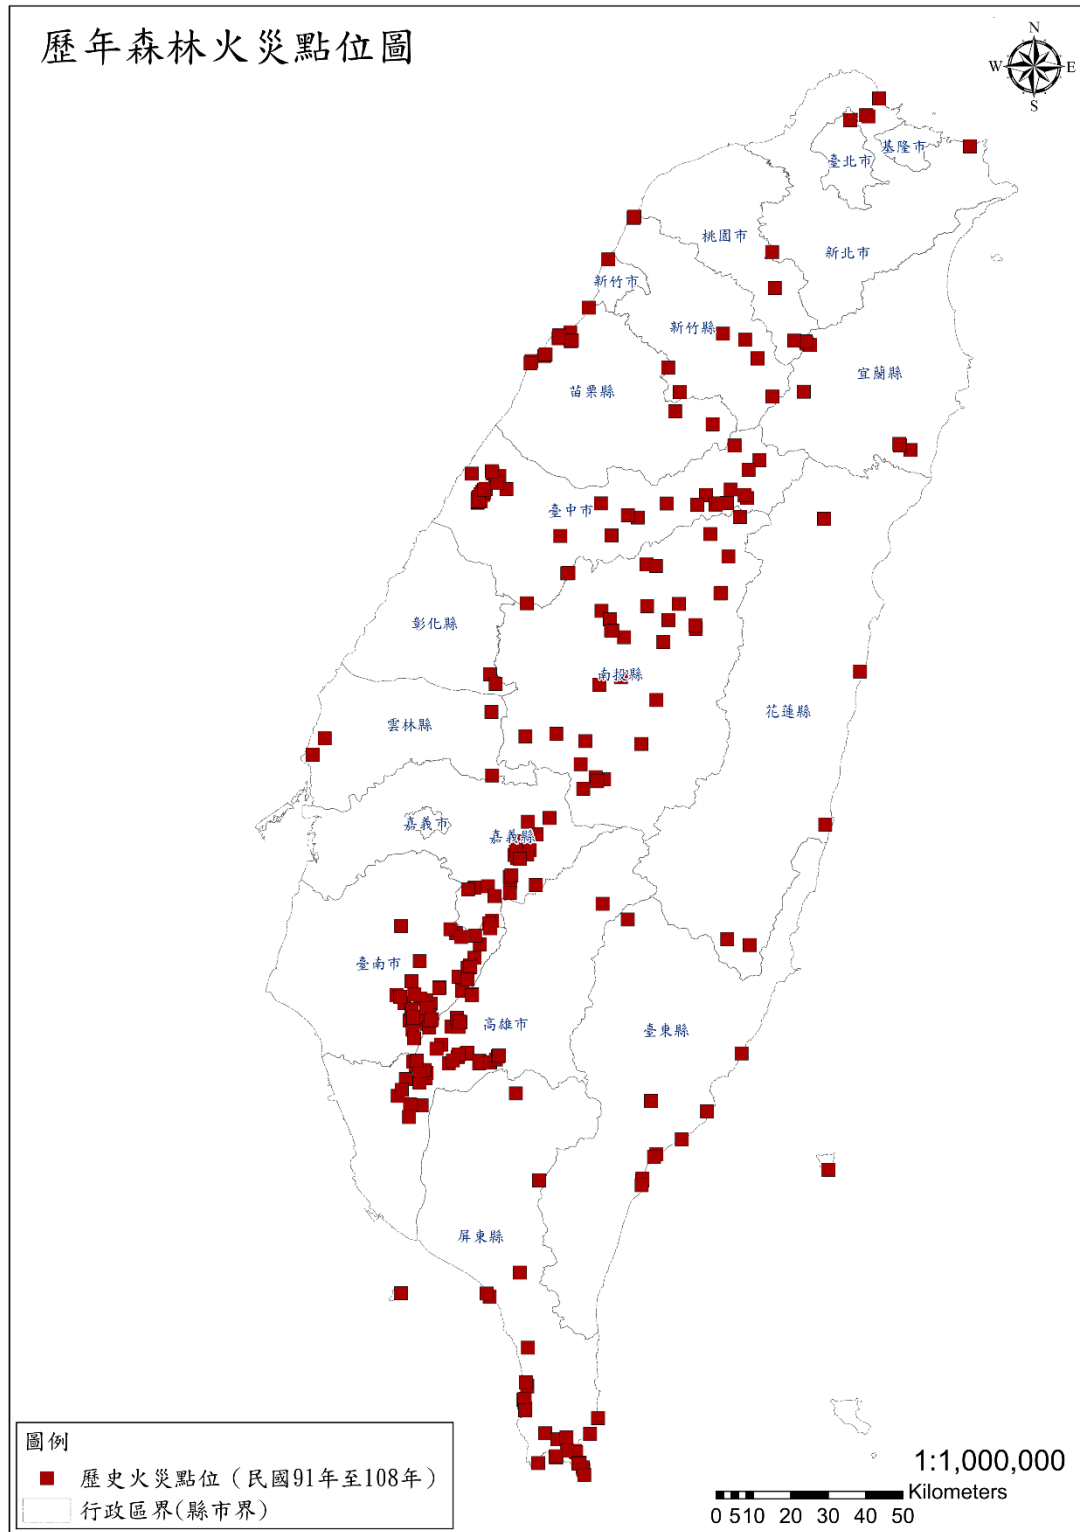 歷年森林火災點位圖
N
W E
S
基隆市
臺北市
桃園市
新北市
新竹市
新竹縣
宜蘭縣
苗栗縣
臺中市
彰化縣
南投縣
花蓮縣
雲林縣
嘉義市
嘉義縣
臺南市
高雄市
臺東縣
屏東縣
圖例
歷史火災點位（民國91年至108年）
行政區界(縣市界)
1:1,000,000
Kilometers
0 510 20 30 40 50